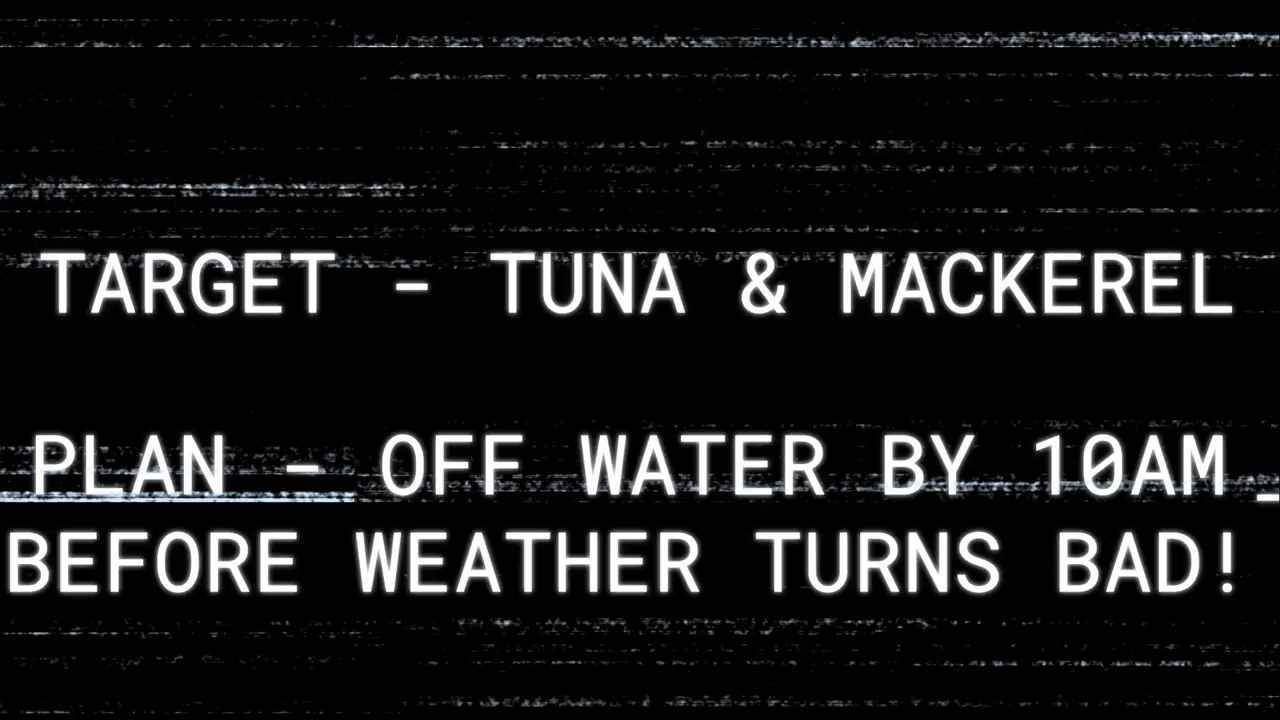 TARGET - TUNA & MACKEREL
PLAN - OFF WATER BY 10AM _
BEFORE WEATHER TURNS BAD!